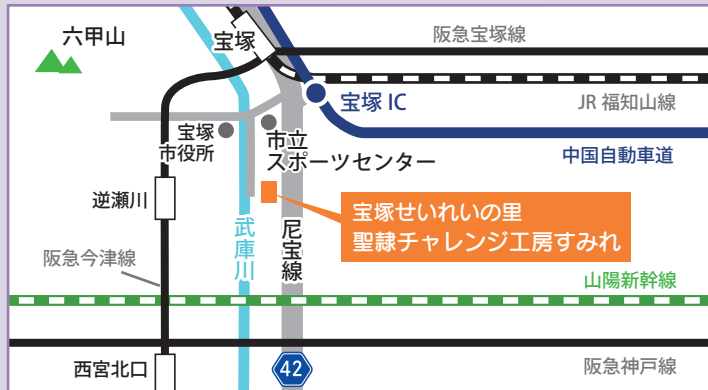 六甲山
宝塚
阪急宝塚線
宝塚 IC
JR 福知山線
宝塚
市役所
市立
スポーツセンター
中国自動車道
逆瀬川
宝塚せいれいの里
聖隷チャレンジ工房すみれ
武庫川
尼宝線
阪急今津線
山陽新幹線
西宮北口
42
阪急神戸線